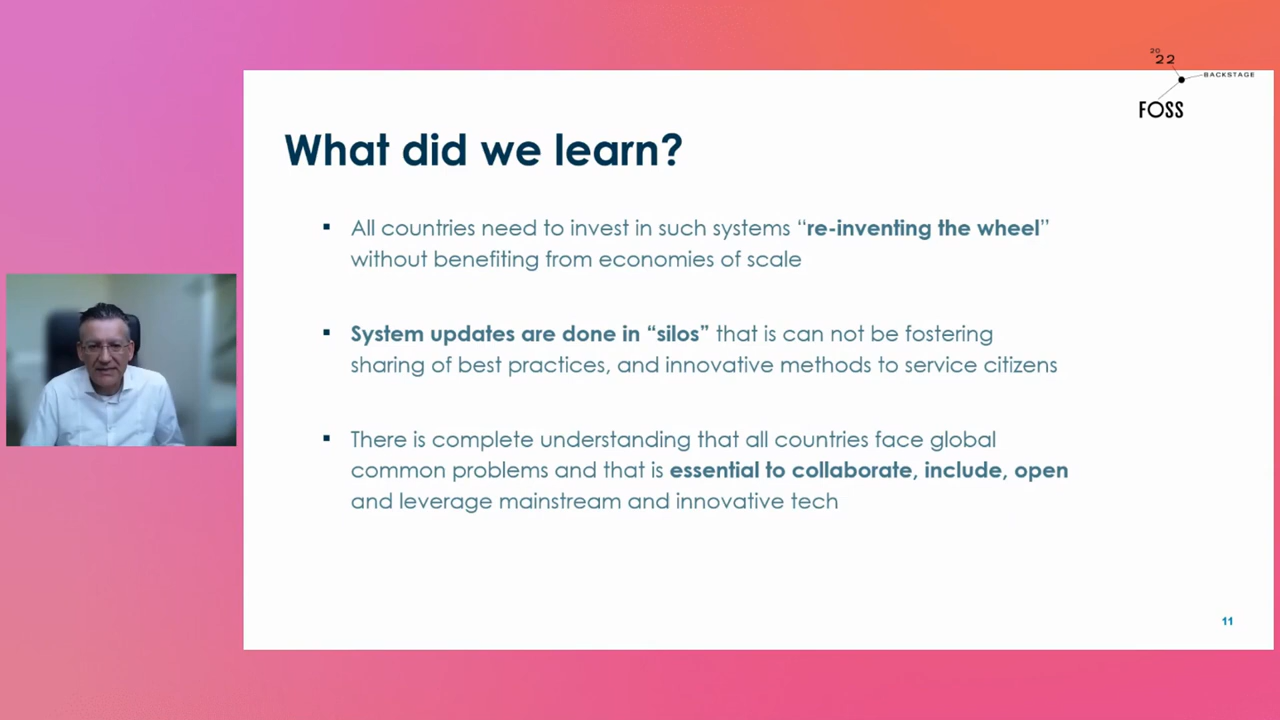 20
22
BACKSTAGE
FOSS
What did we learn?
▪ All countries need to invest in such systems “re-inventing the wheel”
without benefiting from economies of scale
▪ System updates are done in “silos” that is can not be fostering
sharing of best practices, and innovative methods to service citizens
▪ There is complete understanding that all countries face global
common problems and that is essential to collaborate, include, open
and leverage mainstream and innovative tech
11